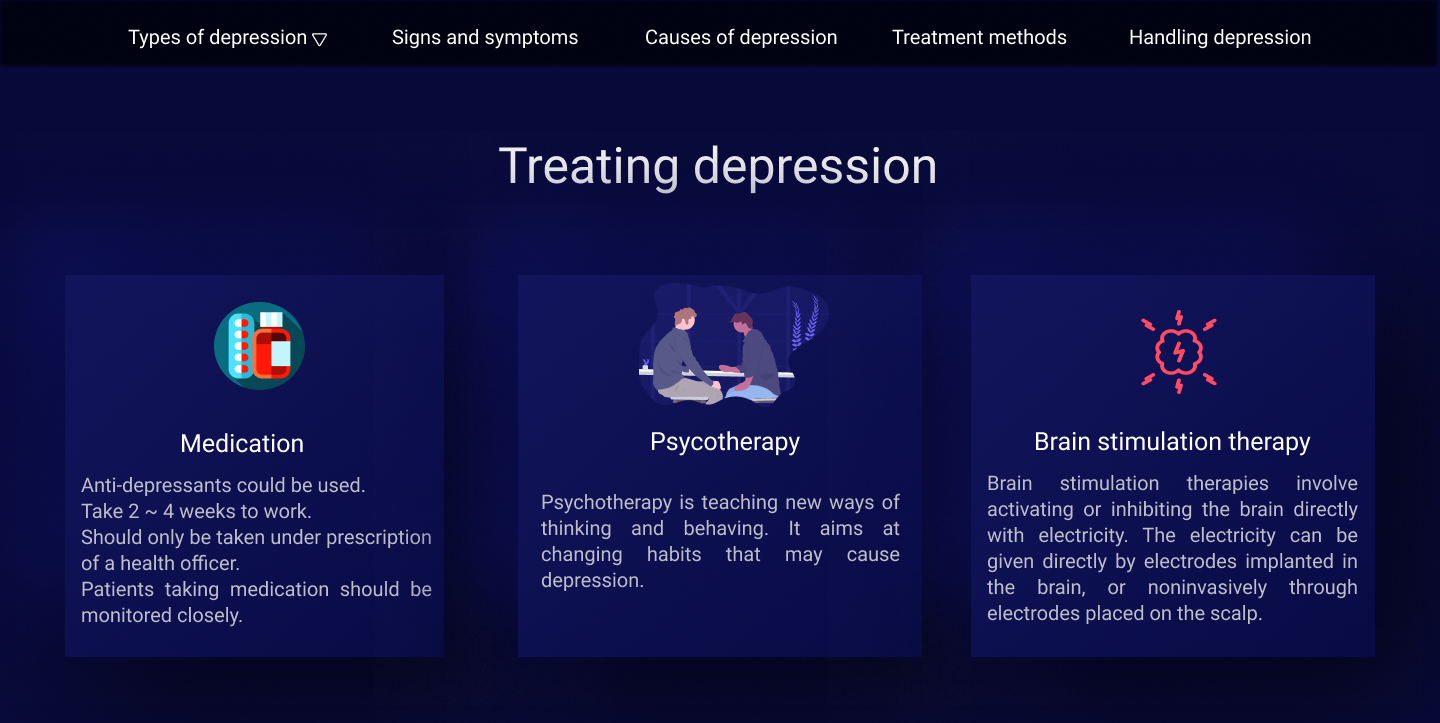 Types of depression Signs and symptoms Causes of depression Treatment methods Handling depression
Treating depression
Medication
Anti-depressants could be used.
Take 2 ~ 4 weeks to work.
Should only be taken under prescription
of a health officer.
Patients taking medication should be
monitored closely.
Psycotherapy
Psychotherapy is teaching new ways of
thinking and behaving. It aims at
changing habits that may cause
depression.
Brain stimulation therapy
Brain stimulation therapies involve
activating or inhibiting the brain directly
with electricity. The electricity can be
given directly by electrodes implanted in
the brain, or noninvasively through
electrodes placed on the scalp.